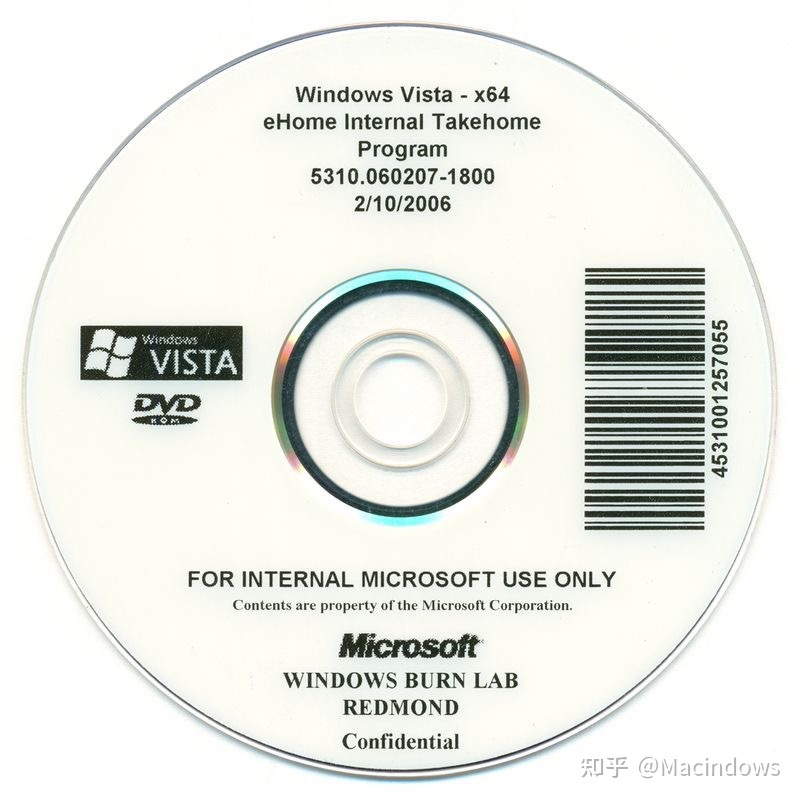 Windows Vista - x64
eHome Internal Takehome
Program
5310.060207-1800
2/10/2006
Windows
VISTA
DVD
ROM
4531001257055
FOR INTERNAL MICROSOFT USE ONLY
Contents are property of the Microsoft Corporation.
Microsoft
WINDOWS BURN LAB
REDMOND
Confidential
知乎 @Macindows